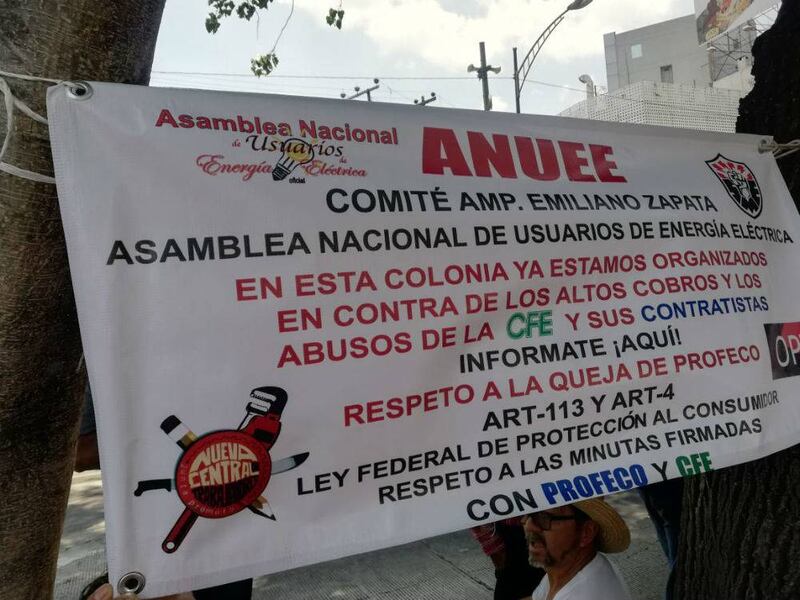 Asamblea Nacional
de Usuarios de
Energía Eléctrica
oficial
ANUEE
COMITÉ AMP. EMILIANO ZAPATA
ASAMBLEA NACIONAL DE USUARIOS DE ENERGÍA ELÉCTRICA
EN ESTA COLONIA YA ESTAMOS ORGANIZADOS
EN CONTRA DE LOS ALTOS COBROS Y LOS
ABUSOS DE LA CFE Y SUS CONTRATISTAS
INFORMATE ¡AQUÍ!
RESPETO A LA QUEJA DE PROFECO
ART-113 Y ART-4
LEY FEDERAL DE PROTECCIÓN AL CONSUMIDOR
RESPETO A LAS MINUTAS FIRMADAS
CON PROFECO Y CFE
NUEVA
CENTRAL
OP